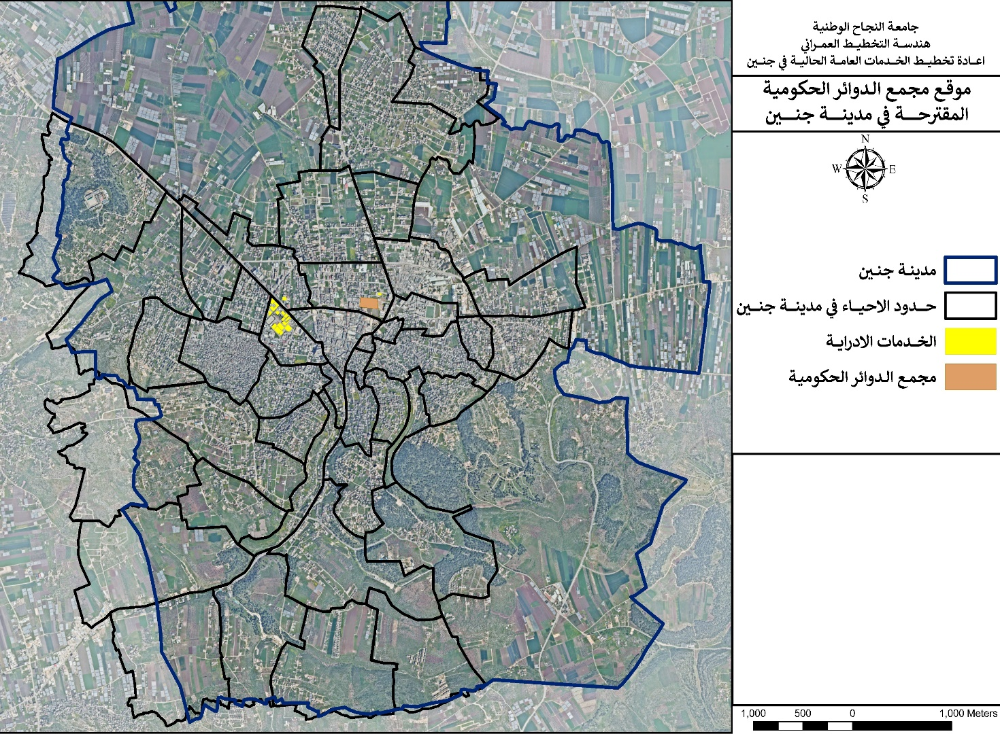 جامعة النجاح الوطنية
هندسة التخطيط العمراني
اعادة تخطيط الخدمات العامة الحالية في جنين
موقع مجمع الدوائر الحكومية
المقترحة في مدينة جنين
N
W E
S
مدينة جنين
حدود الاحياء في مدينة جنين
الخدمات الادراية
مجمع الدوائر الحكومية
1,000 500 0 1,000 Meters